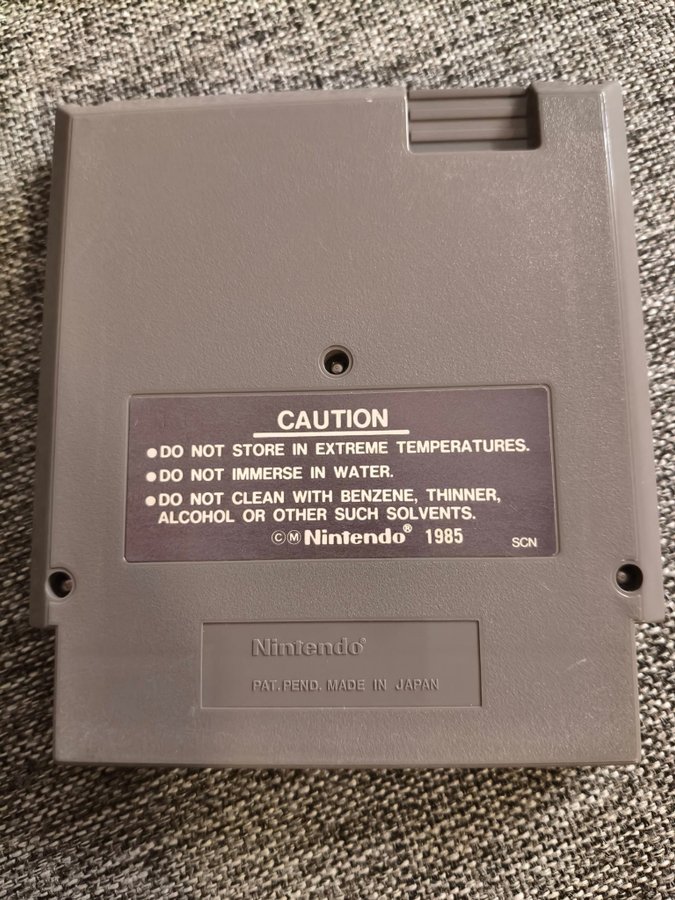 CAUTION
●DO NOT STORE IN EXTREME TEMPERATURES.
●DO NOT IMMERSE IN WATER.
●DO NOT CLEAN WITH BENZENE, THINNER,
ALCOHOL OR OTHER SUCH SOLVENTS.
ⒸⓂ Nintendo® 1985 SCN
Nintendo®
PAT. PEND. MADE IN JAPAN